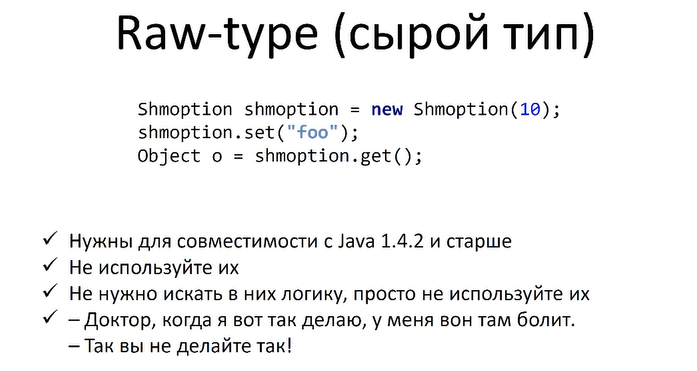 Raw-type (сырой тип)
Shmoption shmoption = new Shmoption(10);
shmoption.set("foo");
Object o = shmoption.get();
✓ Нужны для совместимости с Java 1.4.2 и старше
✓ Не используйте их
✓ Не нужно искать в них логику, просто не используйте их
✓ – Доктор, когда я вот так делаю, у меня вон там болит.
– Так вы не делайте так!